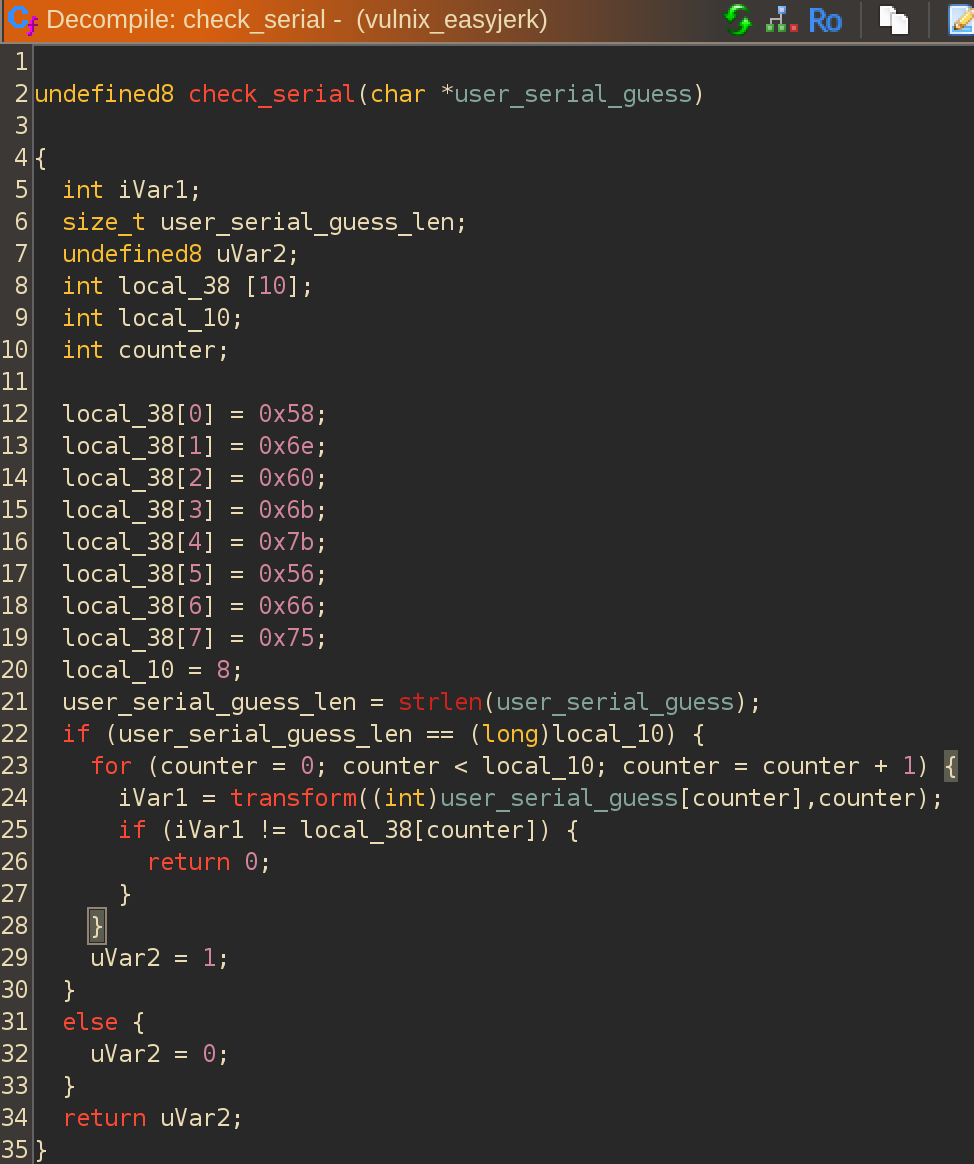 Decompile: check_serial - (vulnix_easyjerk)
Ro
1
2 undefined8 check_serial(char *user_serial_guess)
3
4 {
5   int iVar1;
6   size_t user_serial_guess_len;
7   undefined8 uVar2;
8   int local_38 [10];
9   int local_10;
10   int counter;
11
12   local_38[0] = 0x58;
13   local_38[1] = 0x6e;
14   local_38[2] = 0x60;
15   local_38[3] = 0x6b;
16   local_38[4] = 0x7b;
17   local_38[5] = 0x56;
18   local_38[6] = 0x66;
19   local_38[7] = 0x75;
20   local_10 = 8;
21   user_serial_guess_len = strlen(user_serial_guess);
22   if (user_serial_guess_len == (long)local_10) {
23     for (counter = 0; counter < local_10; counter = counter + 1) {
24       iVar1 = transform((int)user_serial_guess[counter],counter);
25       if (iVar1 != local_38[counter]) {
26         return 0;
27       }
28     }
29     uVar2 = 1;
30   }
31   else {
32     uVar2 = 0;
33   }
34   return uVar2;
35 }